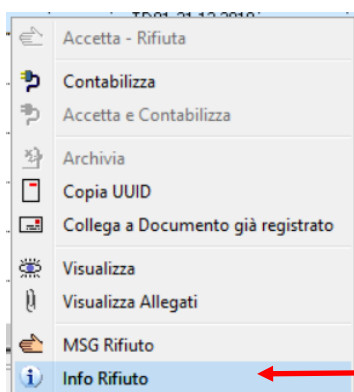 Accetta - Rifiuta
Contabilizza
Accetta e Contabilizza
Archivia
Copia UUID
Collega a Documento già registrato
Visualizza
Visualizza Allegati
MSG Rifiuto
Info Rifiuto